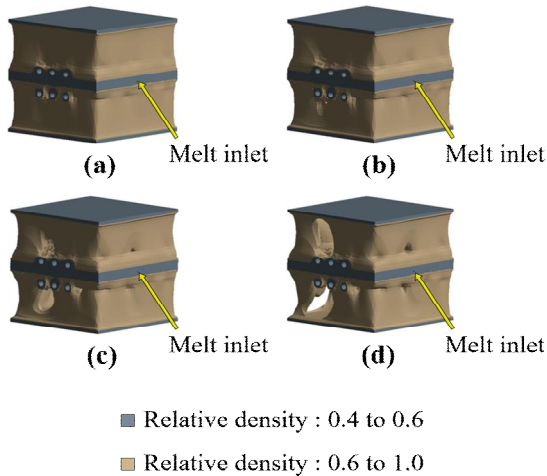 Melt inlet
(a)
Melt inlet
(b)
Melt inlet
(c)
Melt inlet
(d)
Relative density : 0.4 to 0.6
Relative density : 0.6 to 1.0